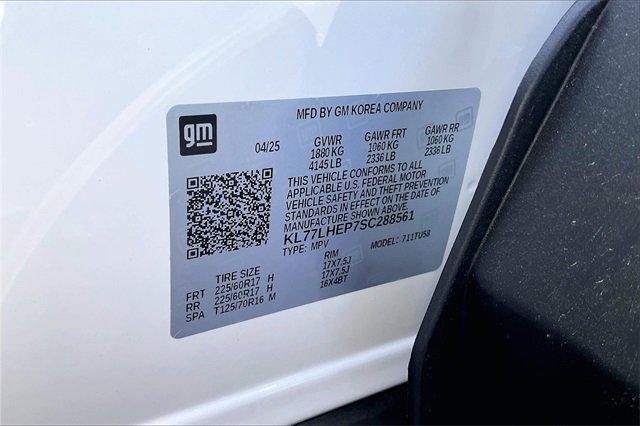 MFD BY GM KOREA COMPANY
gm
04/25 GVWR GAWR FRT GAWR RR
1880 KG 1060 KG 1060 KG
4145 LB 2336 LB 2336 LB
THIS VEHICLE CONFORMS TO ALL
APPLICABLE U.S. FEDERAL MOTOR
VEHICLE SAFETY AND THEFT PREVENTION
STANDARDS IN EFFECT ON THE DATE OF
MANUFACTURE SHOWN ABOVE.
KL77LHEP7SC288561
TYPE: MPV MODEL: 711TU58
TIRE SIZE RIM
FRT 225/60R17 H 17X7.5J
RR 225/60R17 H 17X7.5J
SPA T125/70R16 M 16X4BT